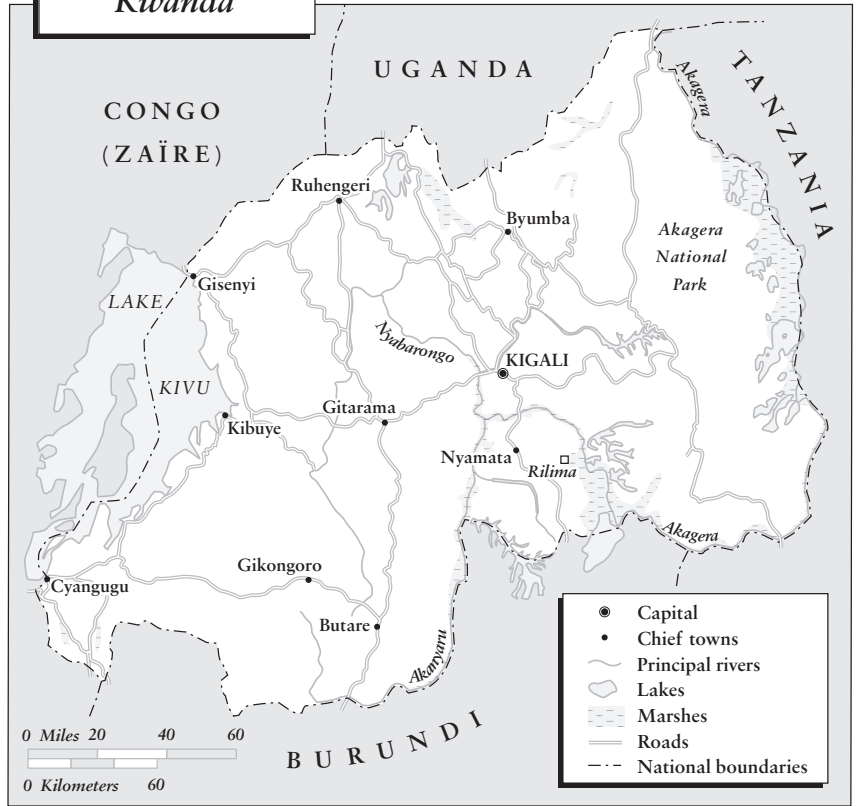 Rwanda
UGANDA
CONGO
(ZAÏRE)
TANZANIA
Akagera
Ruhengeri
Byumba
Akagera
National
Park
Gisenyi
LAKE
KIVU
Nyabarongo
KIGALI
Gitarama
Kibuye
Nyamata
Rilima
Akagera
Gikongoro
Cyangugu
Butare
Akanyaru
BURUNDI
0 Miles 20 40 60
0 Kilometers 60
Capital
Chief towns
Principal rivers
Lakes
Marshes
Roads
National boundaries